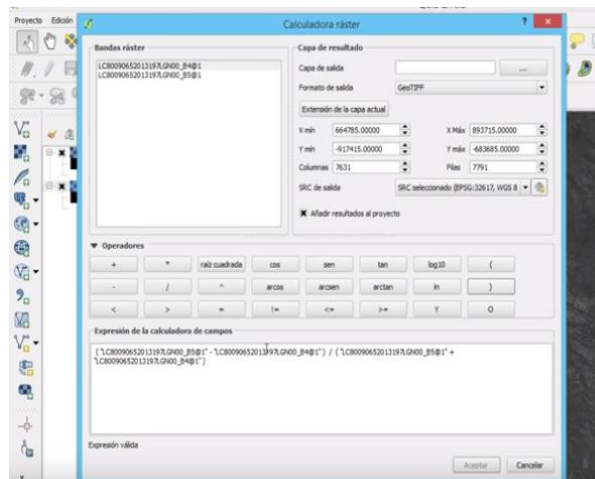 Proyecto Edición
Calculadora ráster
? x
Bandas ráster
LC80090652013197LGN00_B4@1
LC80090652013197LGN00_B5@1
Capa de resultado
Capa de salida ...
Formato de salida GeoTIFF
Extensión de la capa actual
X mín 664785.00000 X Máx 893715.00000
Y mín -917415.00000 Y máx -683685.00000
Columnas 7631 Filas 7791
SRC de salida SRC seleccionado (EPSG:32617, WGS 8
Añadir resultados al proyecto
Operadores
+ * raíz cuadrada cos sen tan log10 (
- / ^ arcos arcsen arctan ln )
< > = != <= >= Y O
Expresión de la calculadora de campos
( "LC80090652013197LGN00_B5@1" - "LC80090652013197LGN00_B4@1" ) / ( "LC80090652013197LGN00_B5@1" +
"LC80090652013197LGN00_B4@1" )
Expresión válida
Aceptar Cancelar